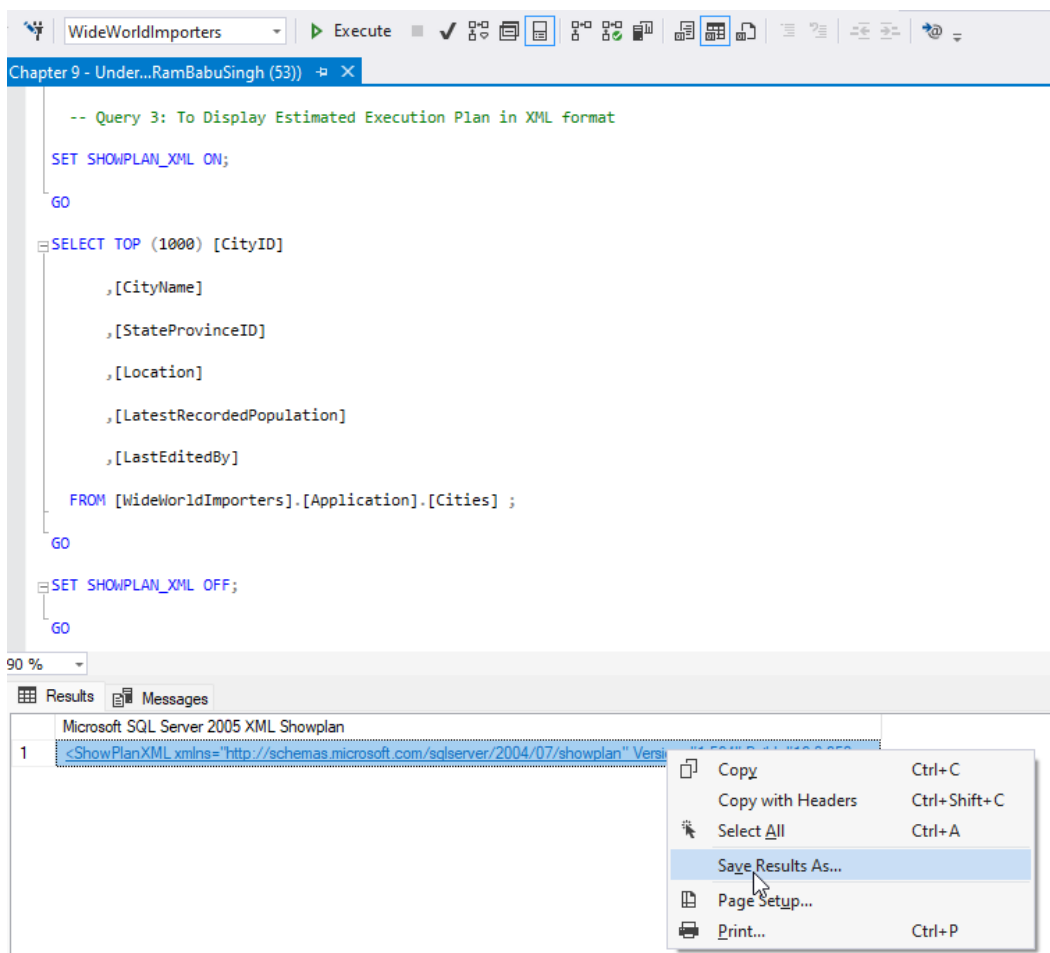 WideWorldImporters Execute
Chapter 9 - Under...RamBabuSingh (53))
-- Query 3: To Display Estimated Execution Plan in XML format
SET SHOWPLAN_XML ON;
GO
SELECT TOP (1000) [CityID]
,[CityName]
,[StateProvinceID]
,[Location]
,[LatestRecordedPopulation]
,[LastEditedBy]
FROM [WideWorldImporters].[Application].[Cities] ;
GO
SET SHOWPLAN_XML OFF;
GO
90 %
Results Messages
Microsoft SQL Server 2005 XML Showplan
1 <ShowPlanXML xmlns="http://schemas.microsoft.com/sqlserver/2004/07/showplan"
Copy Ctrl+C
Copy with Headers Ctrl+Shift+C
Select All Ctrl+A
Save Results As...
Page Setup...
Print... Ctrl+P